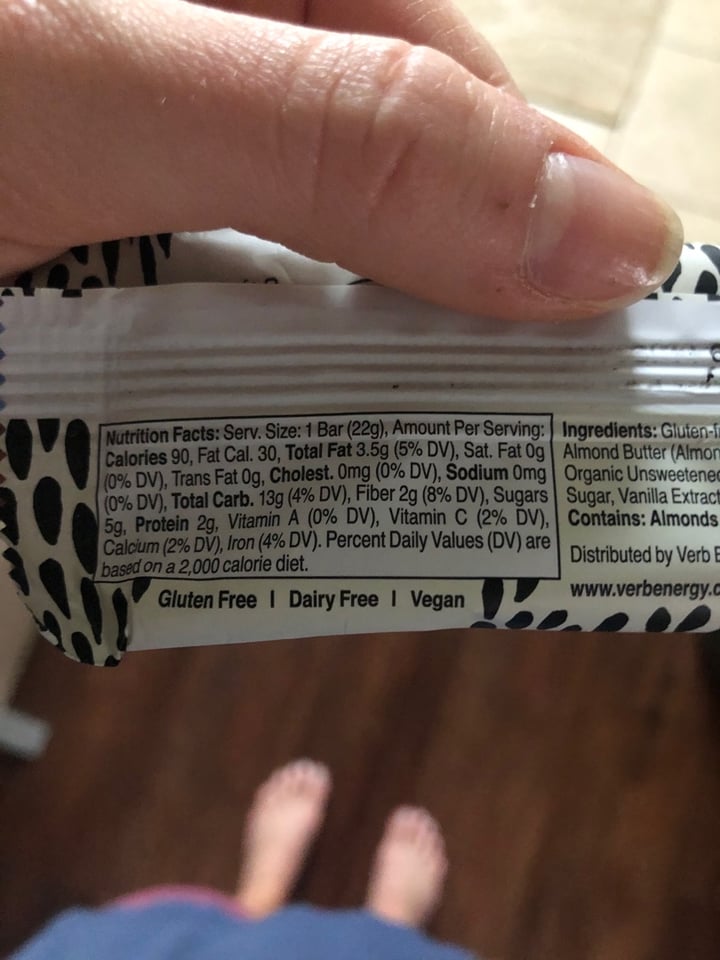 Nutrition Facts: Serv. Size: 1 Bar (22g), Amount Per Serving:
Calories 90, Fat Cal. 30, Total Fat 3.5g (5% DV), Sat. Fat 0g
(0% DV), Trans Fat 0g, Cholest. 0mg (0% DV), Sodium 0mg
(0% DV), Total Carb. 13g (4% DV), Fiber 2g (8% DV), Sugars
5g, Protein 2g, Vitamin A (0% DV), Vitamin C (2% DV),
Calcium (2% DV), Iron (4% DV). Percent Daily Values (DV) are
based on a 2,000 calorie diet.
Gluten Free | Dairy Free | Vegan
Ingredients: Gluten-
Almond Butter (Almon
Organic Unsweetened
Sugar, Vanilla Extract
Contains: Almonds
Distributed by Verb
www.verbenergy.c